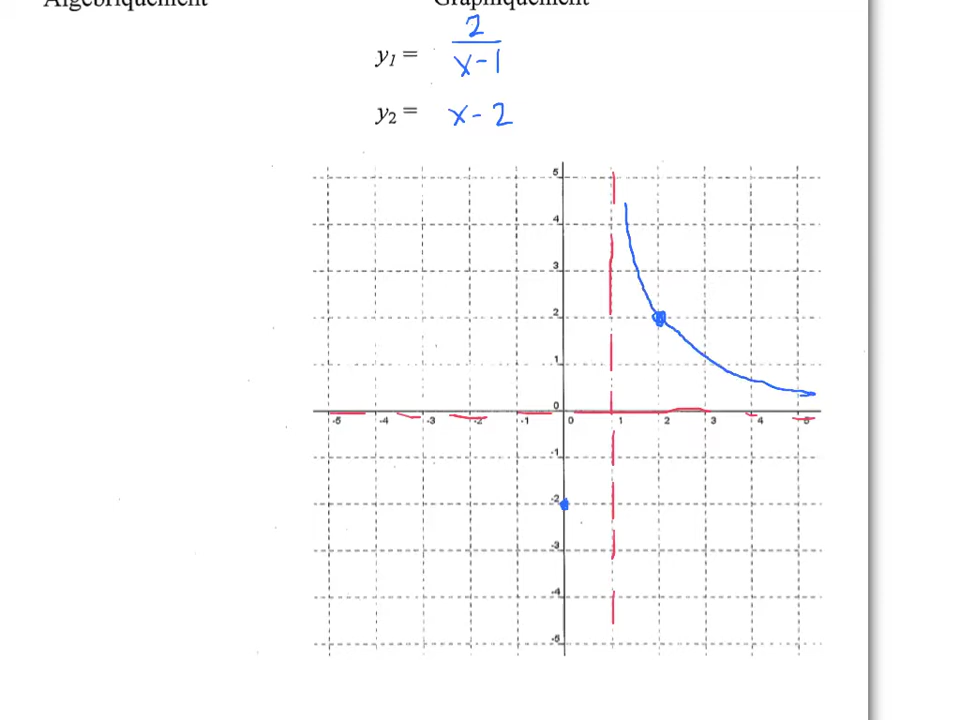 Algébriquement Graphiquement
y1 = 2/(x-1)
y2 = x-2
5
4
3
2
1
0
-5 -4 -3 -2 -1 0 1 2 3 4 5
-1
-2
-3
-4
-5